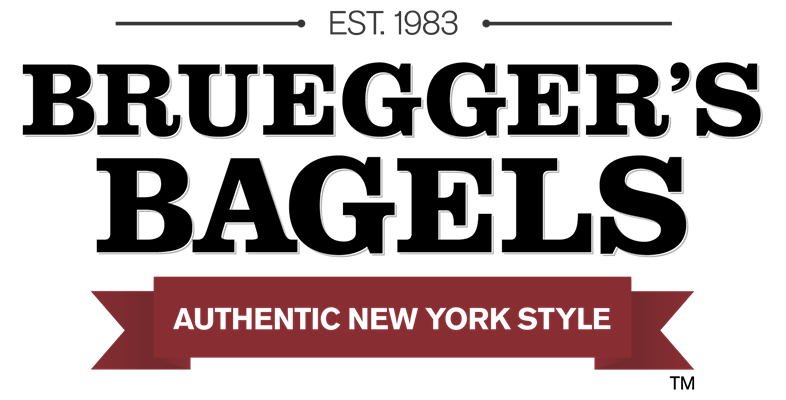 EST. 1983
BRUEGGER’S
BAGELS
AUTHENTIC NEW YORK STYLE
TM